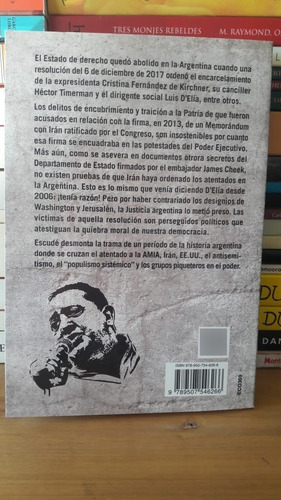 TRES MONJES REBELDES
M. RAYMOND, O.
El Estado de derecho quedó abolido en la Argentina cuando una
resolución del 6 de diciembre de 2017 ordenó el encarcelamiento
de la expresidenta Cristina Fernández de Kirchner, su canciller
Héctor Timerman y el dirigente social Luis D'Elía, entre otros.
Los delitos de encubrimiento y traición a la Patria de que fueron
acusados en relación con la firma, en 2013, de un Memorándum
con Irán ratificado por el Congreso, son insostenibles por cuanto
esa firma se encuadraba en las potestades del Poder Ejecutivo.
Más aún, como se asevera en documentos otrora secretos del
Departamento de Estado firmados por el embajador James Cheek,
no existen pruebas de que Irán haya ordenado los atentados en
la Argentina. Esto es lo mismo que venía diciendo D'Elía desde
2006: ¡tenía razón! Pero por haber contrariado los designios de
Washington y Jerusalén, la Justicia argentina lo metió preso. Las
víctimas de aquella resolución son perseguidos políticos que
atestiguan la quiebra moral de nuestra democracia.
Escudé desmonta la trama de un período de la historia argentina
donde se cruzan el atentado a la AMIA, Irán, EE.UU., el antisemi-
tismo, el "populismo sistémico" y los grupos piqueteros en el poder.
9 789507 546266